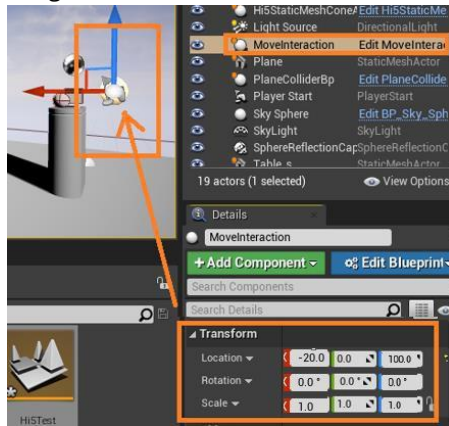 Hi5StaticMeshConeA Edit Hi5StaticMe
Light Source DirectionalLight
MoveInteraction Edit MoveInterac
Plane StaticMeshActor
PlaneColliderBp Edit PlaneCollide
Player Start PlayerStart
Sky Sphere Edit BP_Sky_Sph
SkyLight SkyLight
SphereReflectionCap SphereReflectionC
Table_s StaticMeshActor
19 actors (1 selected) View Options
Details
MoveInteraction
+Add Component Edit Blueprint
Search Components
Search Details
Transform
Location X -20.0 0.0 100.0
Rotation 0.0° 0.0° 0.0°
Scale 1.0 1.0 1.0
Hi5Test